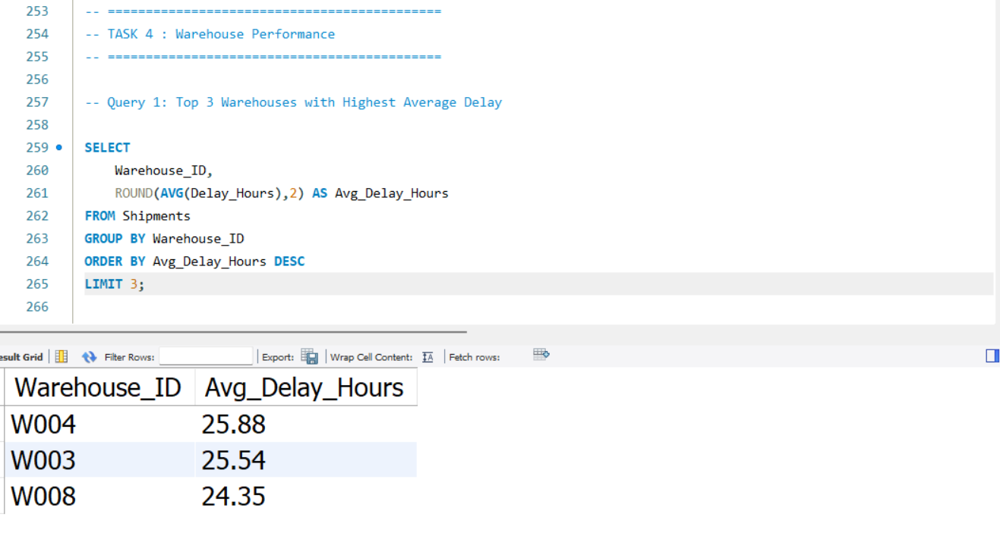 253 -- ============================================
254 -- TASK 4 : Warehouse Performance
255 -- ============================================
256
257 -- Query 1: Top 3 Warehouses with Highest Average Delay
258
259 SELECT
260 Warehouse_ID,
261 ROUND(AVG(Delay_Hours),2) AS Avg_Delay_Hours
262 FROM Shipments
263 GROUP BY Warehouse_ID
264 ORDER BY Avg_Delay_Hours DESC
265 LIMIT 3;
266
esult Grid Filter Rows: Export: Wrap Cell Content: IA Fetch rows:
Warehouse_ID Avg_Delay_Hours
W004 25.88
W003 25.54
W008 24.35